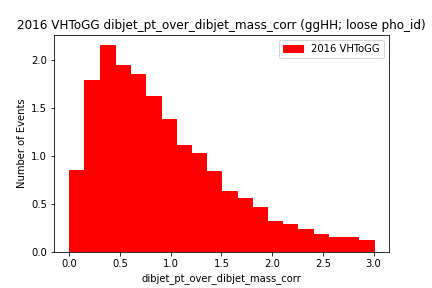 2016 VHToGG dibjet_pt_over_dibjet_mass_corr (ggHH; loose pho_id)
2016 VHToGG
Number of Events
2.0
1.5
1.0
0.5
0.0
0.0 0.5 1.0 1.5 2.0 2.5 3.0
dibjet_pt_over_dibjet_mass_corr